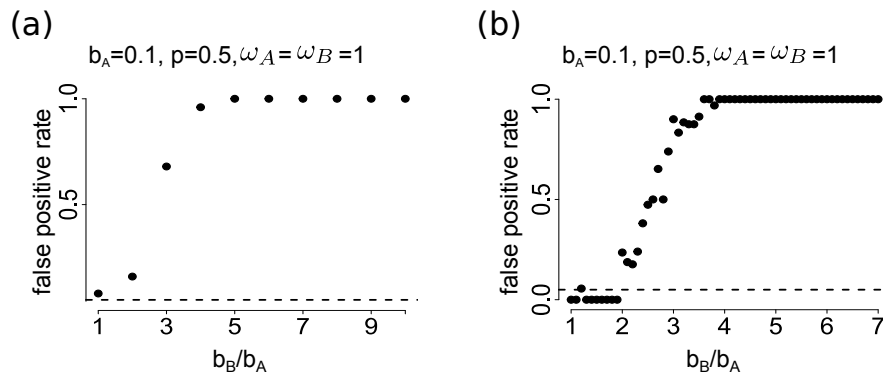 (a)
b_A=0.1, p=0.5, ω_A = ω_B =1
false positive rate
1.0
0.5
1 3 5 7 9
b_B/b_A
(b)
b_A=0.1, p=0.5, ω_A = ω_B =1
false positive rate
1.0
0.5
0.0
1 2 3 4 5 6 7
b_B/b_A